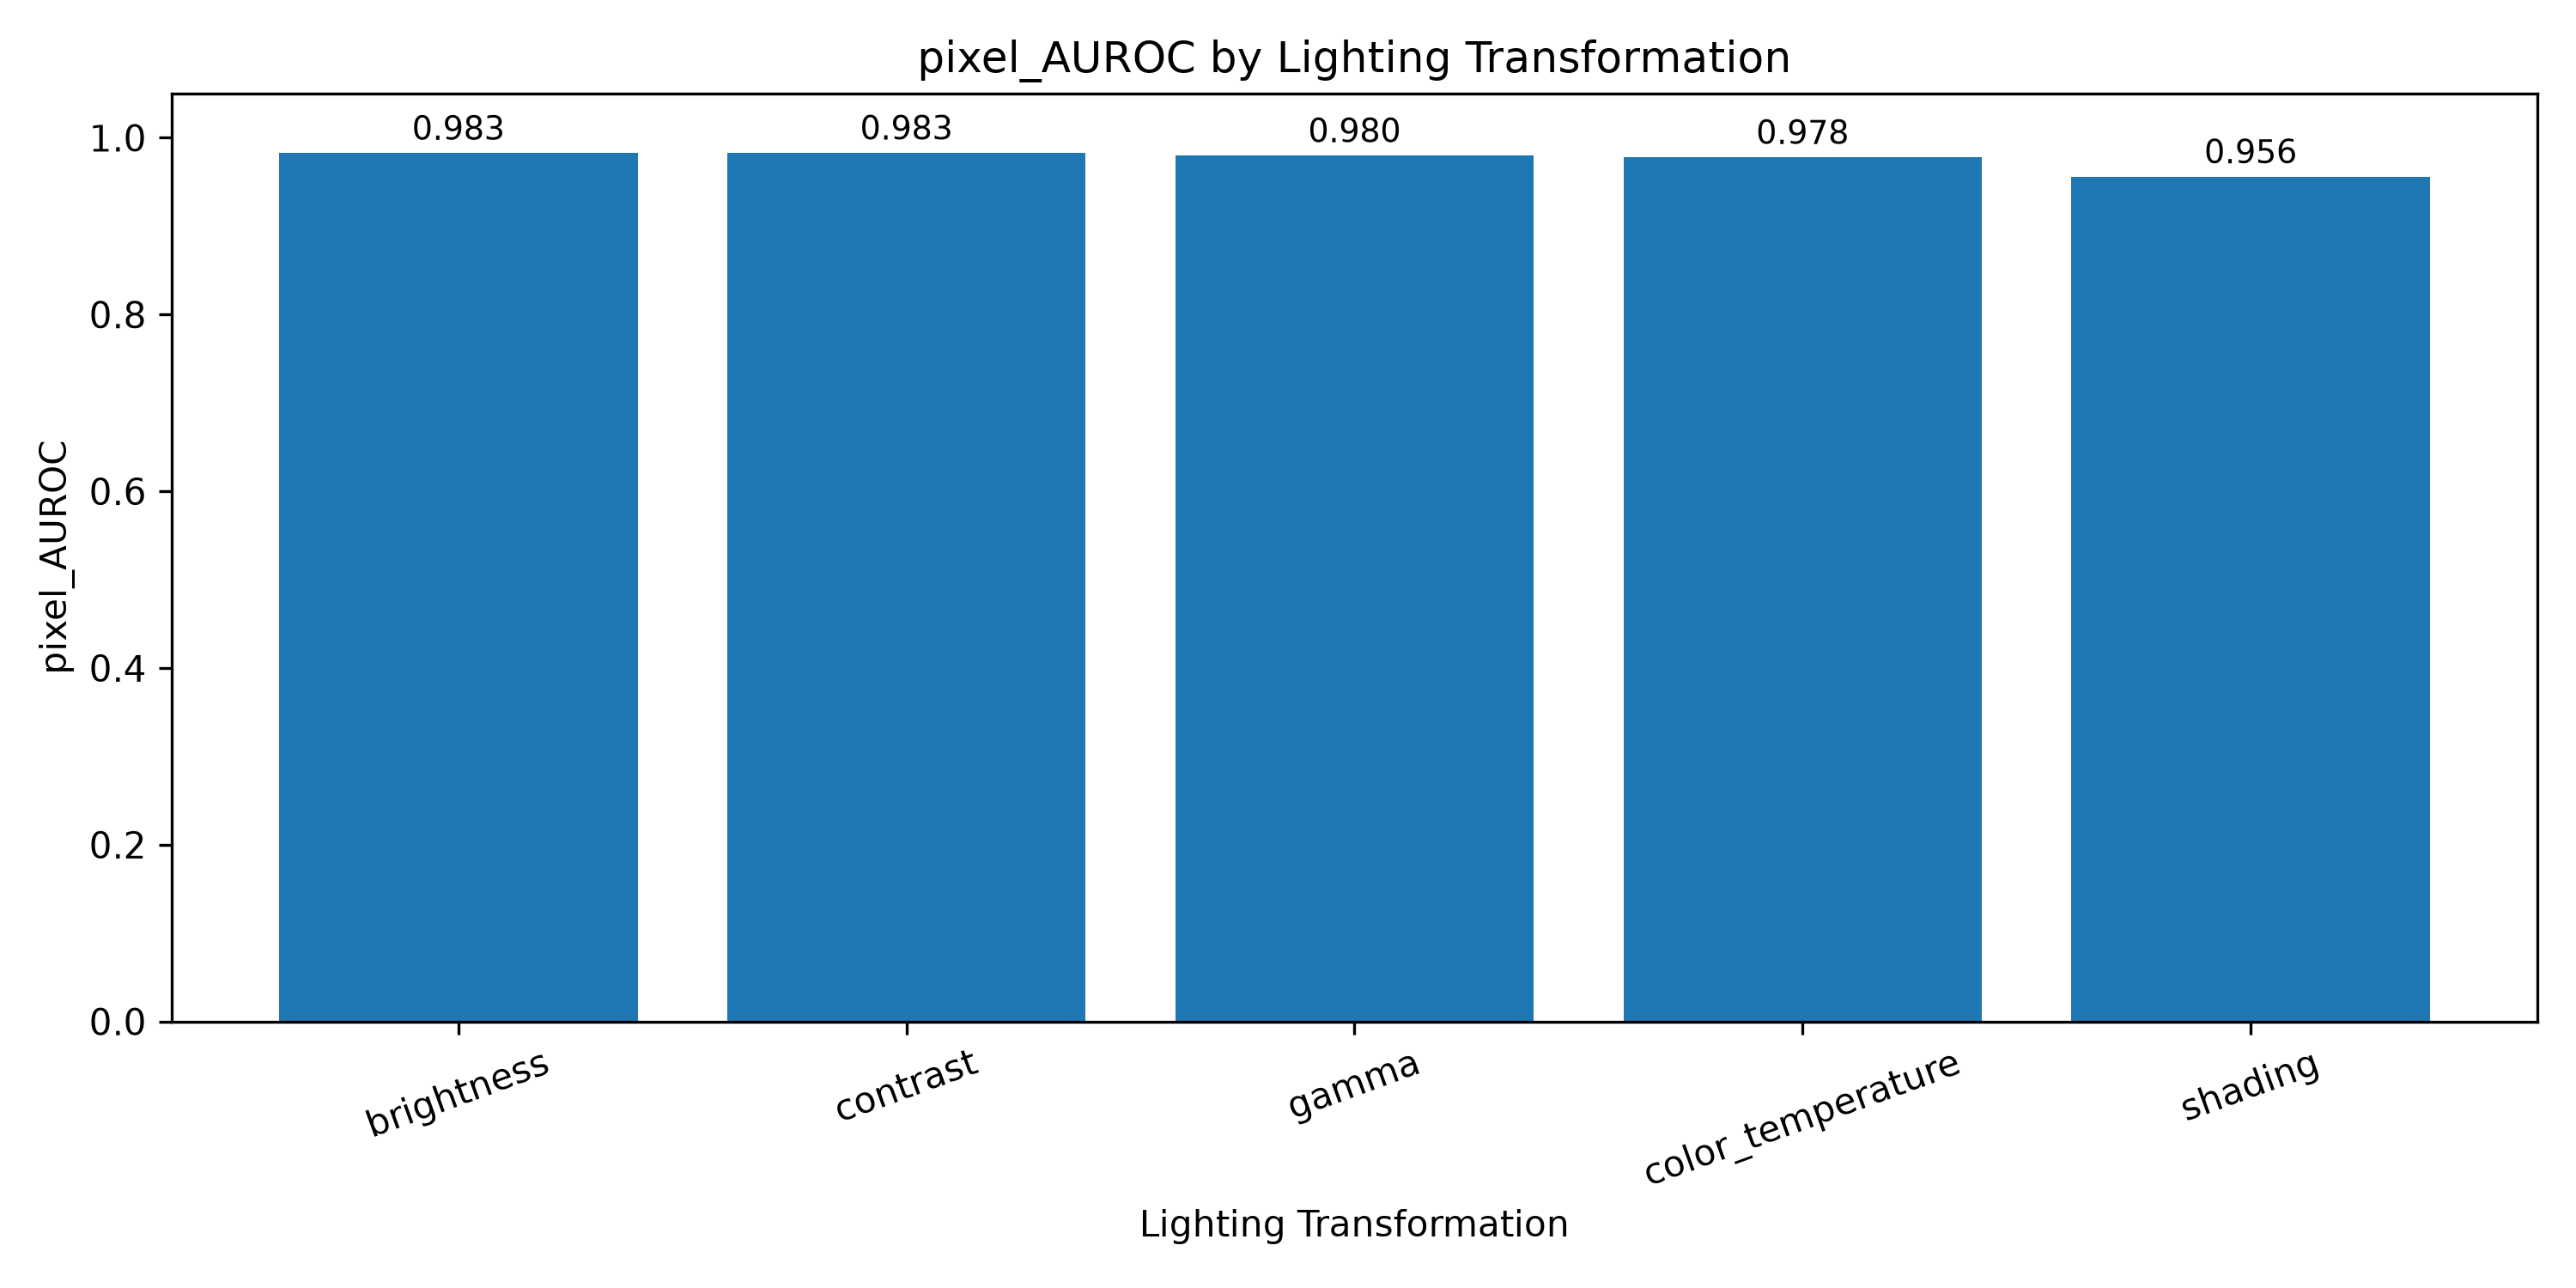 pixel_AUROC by Lighting Transformation
pixel_AUROC
1.0
0.8
0.6
0.4
0.2
0.0
0.983
0.983
0.980
0.978
0.956
brightness
contrast
gamma
color_temperature
shading
Lighting Transformation